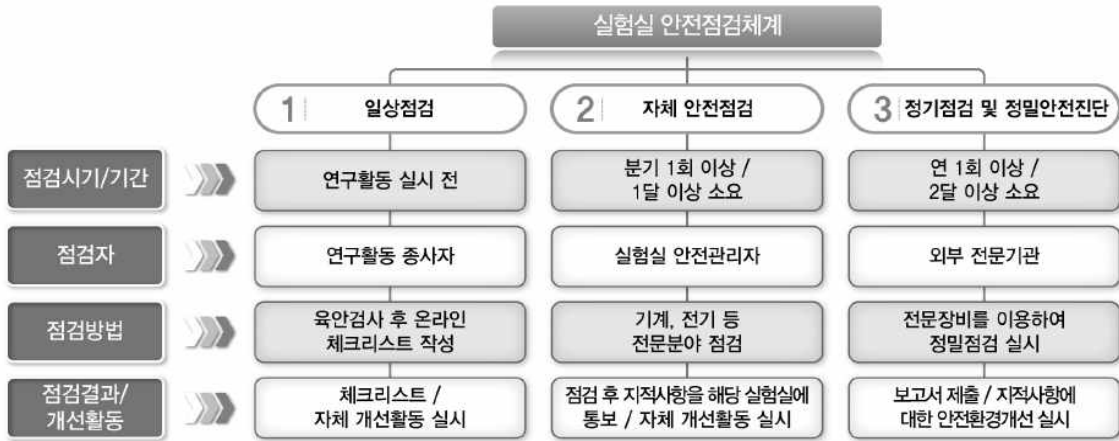 실험실 안전점검체계
1 일상점검
2 자체 안전점검
3 정기점검 및 정밀안전진단
점검시기/기간
연구활동 실시 전
분기 1회 이상 /
1달 이상 소요
연 1회 이상 /
2달 이상 소요
점검자
연구활동 종사자
실험실 안전관리자
외부 전문기관
점검방법
육안검사 후 온라인
체크리스트 작성
기계, 전기 등
전문분야 점검
전문장비를 이용하여
정밀점검 실시
점검결과/
개선활동
체크리스트 /
자체 개선활동 실시
점검 후 지적사항을 해당 실험실에
통보 / 자체 개선활동 실시
보고서 제출 / 지적사항에
대한 안전환경개선 실시